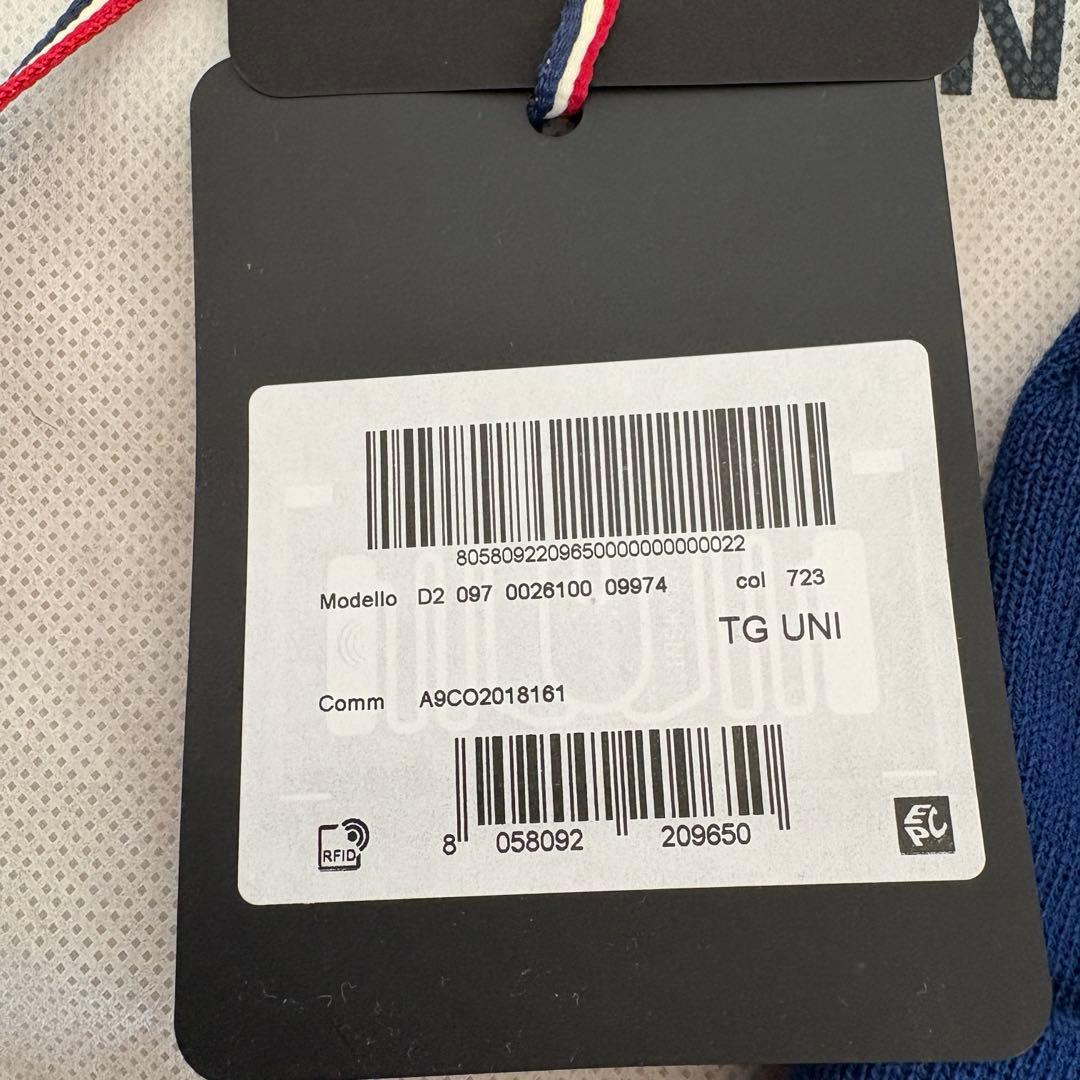 N
8058092209650000000000022
Modello D2 097 0026100 09974 col 723
TG UNI
Comm A9CO2018161
8 058092 209650
RFID
EPC